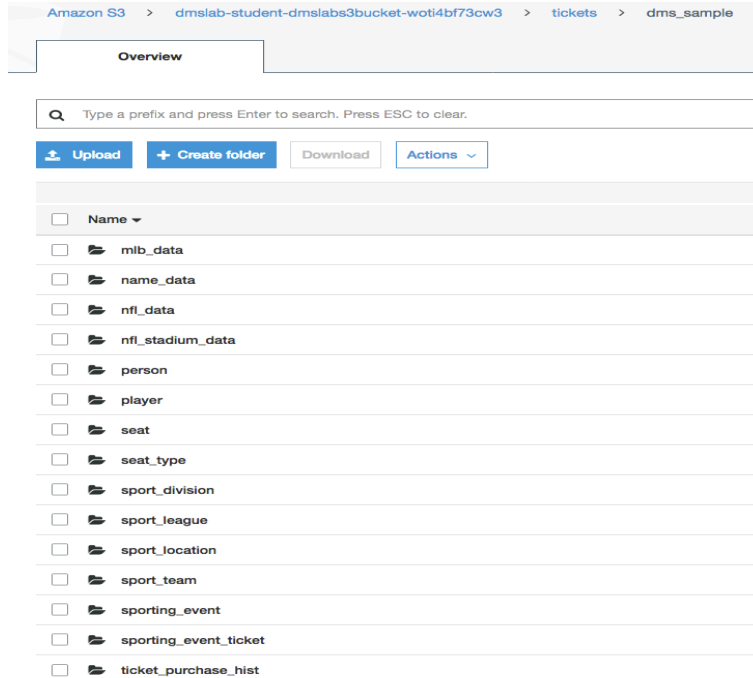 Amazon S3 > dmslab-student-dmslabs3bucket-woti4bf73cw3 > tickets > dms_sample
Overview
Type a prefix and press Enter to search. Press ESC to clear.
Upload + Create folder Download Actions
Name
mlb_data
name_data
nfl_data
nfl_stadium_data
person
player
seat
seat_type
sport_division
sport_league
sport_location
sport_team
sporting_event
sporting_event_ticket
ticket_purchase_hist